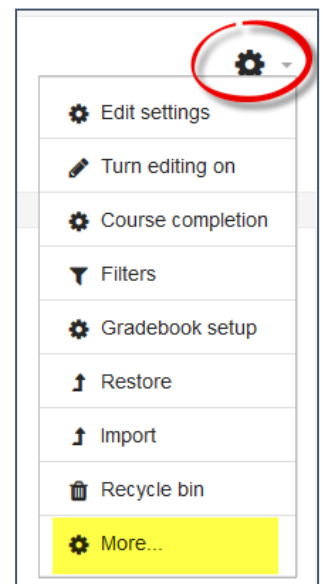 Edit settings
Turn editing on
Course completion
Filters
Gradebook setup
Restore
Import
Recycle bin
More...